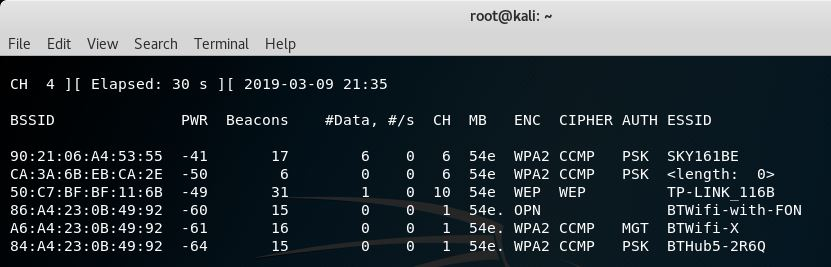 root@kali: ~
File Edit View Search Terminal Help
CH 4 ][ Elapsed: 30 s ][ 2019-03-09 21:35
BSSID PWR Beacons #Data, #/s CH MB ENC CIPHER AUTH ESSID
90:21:06:A4:53:55 -41 17 6 0 6 54e WPA2 CCMP PSK SKY161BE
CA:3A:6B:EB:CA:2E -50 6 0 0 6 54e WPA2 CCMP PSK <length: 0>
50:C7:BF:BF:11:6B -49 31 1 0 10 54e WEP WEP TP-LINK_116B
86:A4:23:0B:49:92 -60 15 0 0 1 54e. OPN BTWifi-with-FON
A6:A4:23:0B:49:92 -61 16 0 0 1 54e. WPA2 CCMP MGT BTWifi-X
84:A4:23:0B:49:92 -64 15 0 0 1 54e. WPA2 CCMP PSK BTHub5-2R6Q